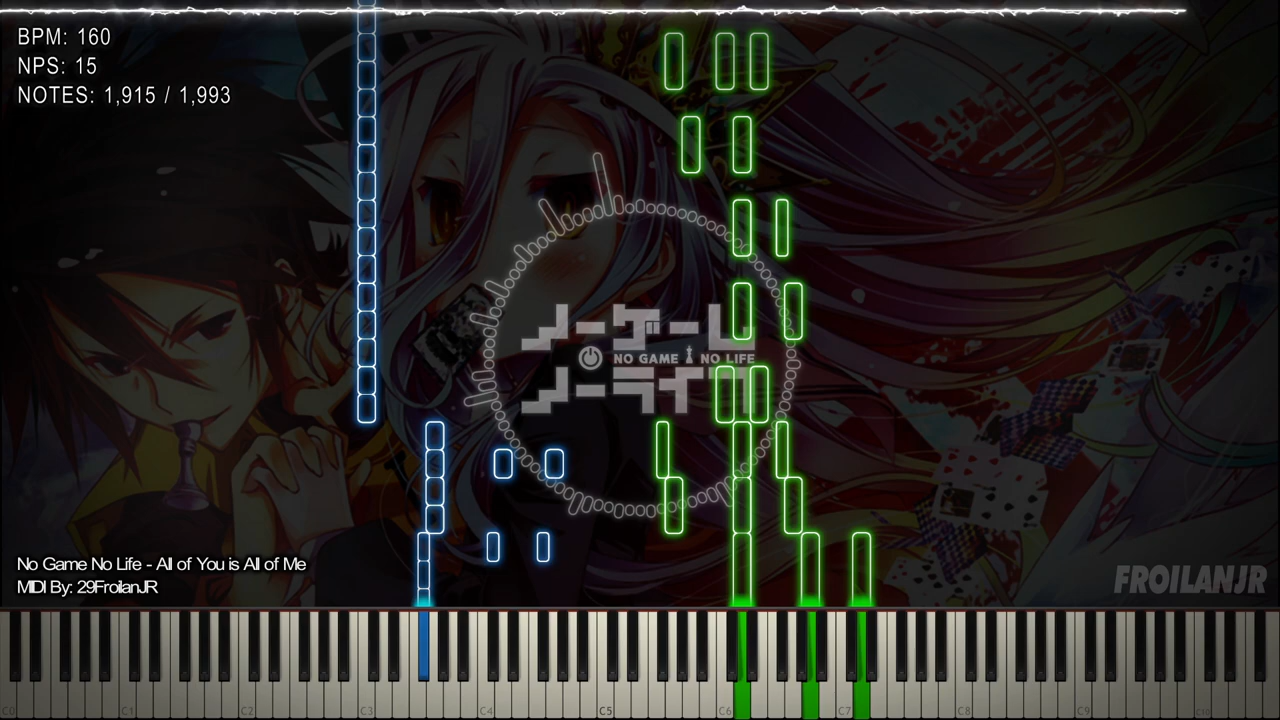 BPM: 160
NPS: 15
NOTES: 1,915 / 1,993
ノーゲーム
NO GAME NO LIFE
ノーライフ
No Game No Life - All of You is All of Me
MIDI By: 29FroilanJR
FROILANJR
C0 C1 C2 C3 C4 C5 C6 C7 C8 C9 C10